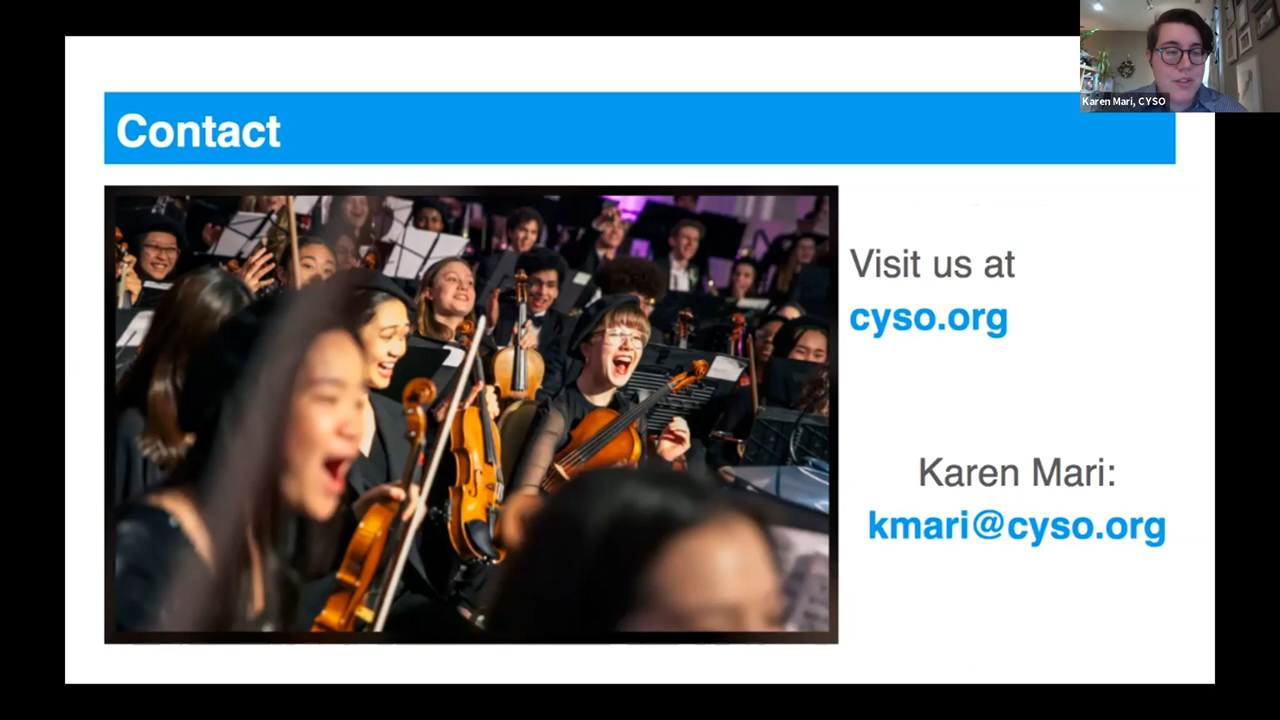 Karen Mari, CYSO
Contact
Visit us at
cyso.org
Karen Mari:
kmari@cyso.org